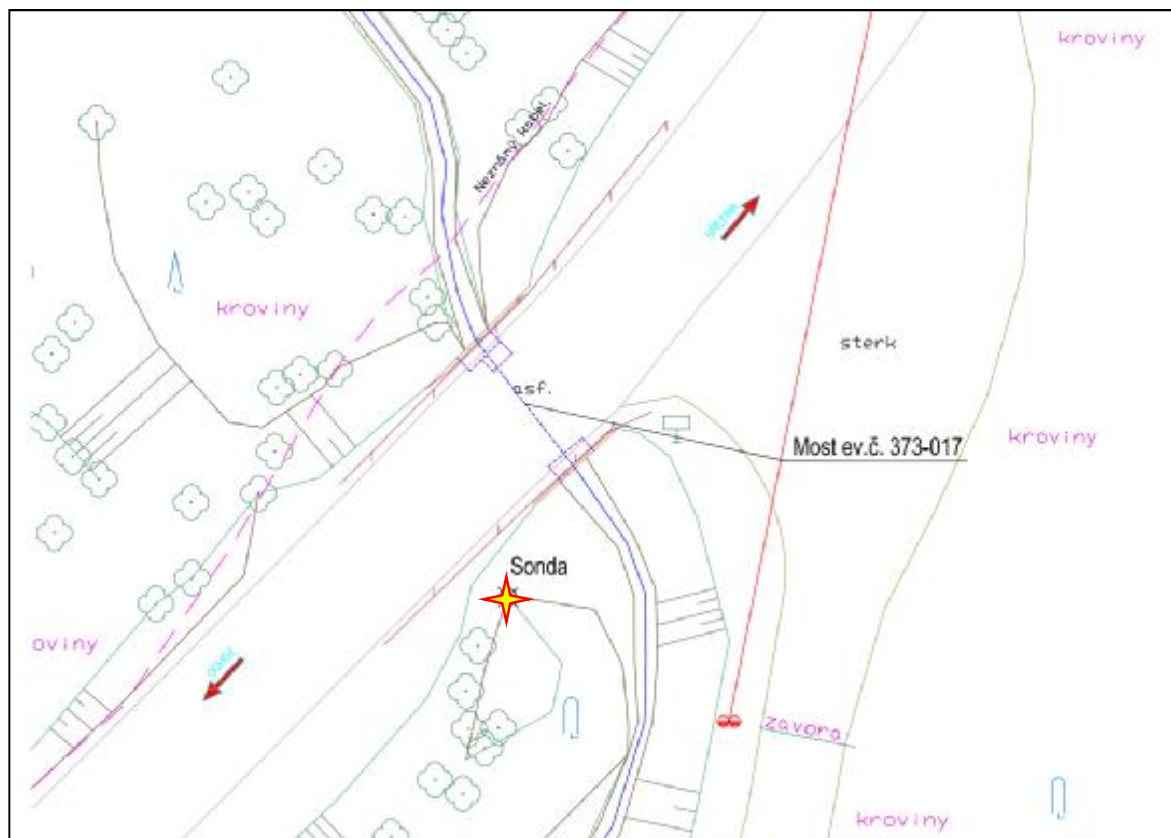 kroviny
Neznámý kabel.
kroviny
sterk
asf.
Most ev.č. 373-017
kroviny
Sonda
oviny
zavora
kroviny